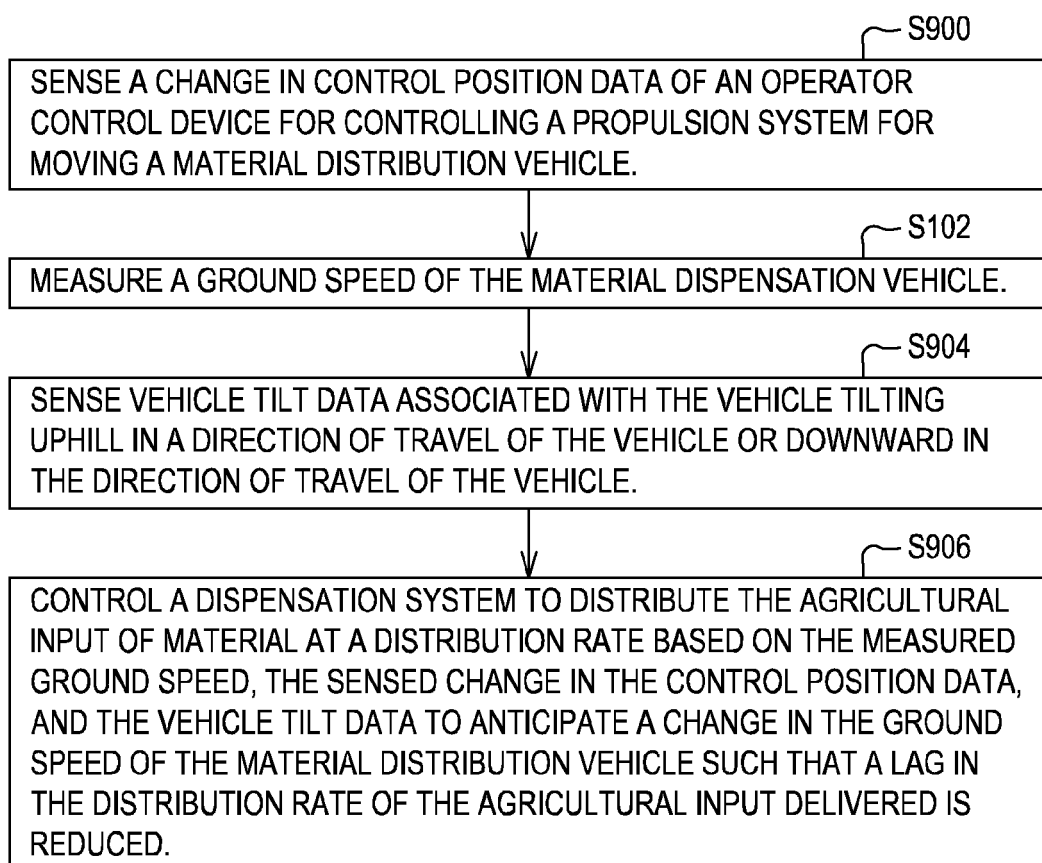 S900
SENSE A CHANGE IN CONTROL POSITION DATA OF AN OPERATOR
CONTROL DEVICE FOR CONTROLLING A PROPULSION SYSTEM FOR
MOVING A MATERIAL DISTRIBUTION VEHICLE.
S102
MEASURE A GROUND SPEED OF THE MATERIAL DISPENSATION VEHICLE.
S904
SENSE VEHICLE TILT DATA ASSOCIATED WITH THE VEHICLE TILTING
UPHILL IN A DIRECTION OF TRAVEL OF THE VEHICLE OR DOWNWARD IN
THE DIRECTION OF TRAVEL OF THE VEHICLE.
S906
CONTROL A DISPENSATION SYSTEM TO DISTRIBUTE THE AGRICULTURAL
INPUT OF MATERIAL AT A DISTRIBUTION RATE BASED ON THE MEASURED
GROUND SPEED, THE SENSED CHANGE IN THE CONTROL POSITION DATA,
AND THE VEHICLE TILT DATA TO ANTICIPATE A CHANGE IN THE GROUND
SPEED OF THE MATERIAL DISTRIBUTION VEHICLE SUCH THAT A LAG IN
THE DISTRIBUTION RATE OF THE AGRICULTURAL INPUT DELIVERED IS
REDUCED.